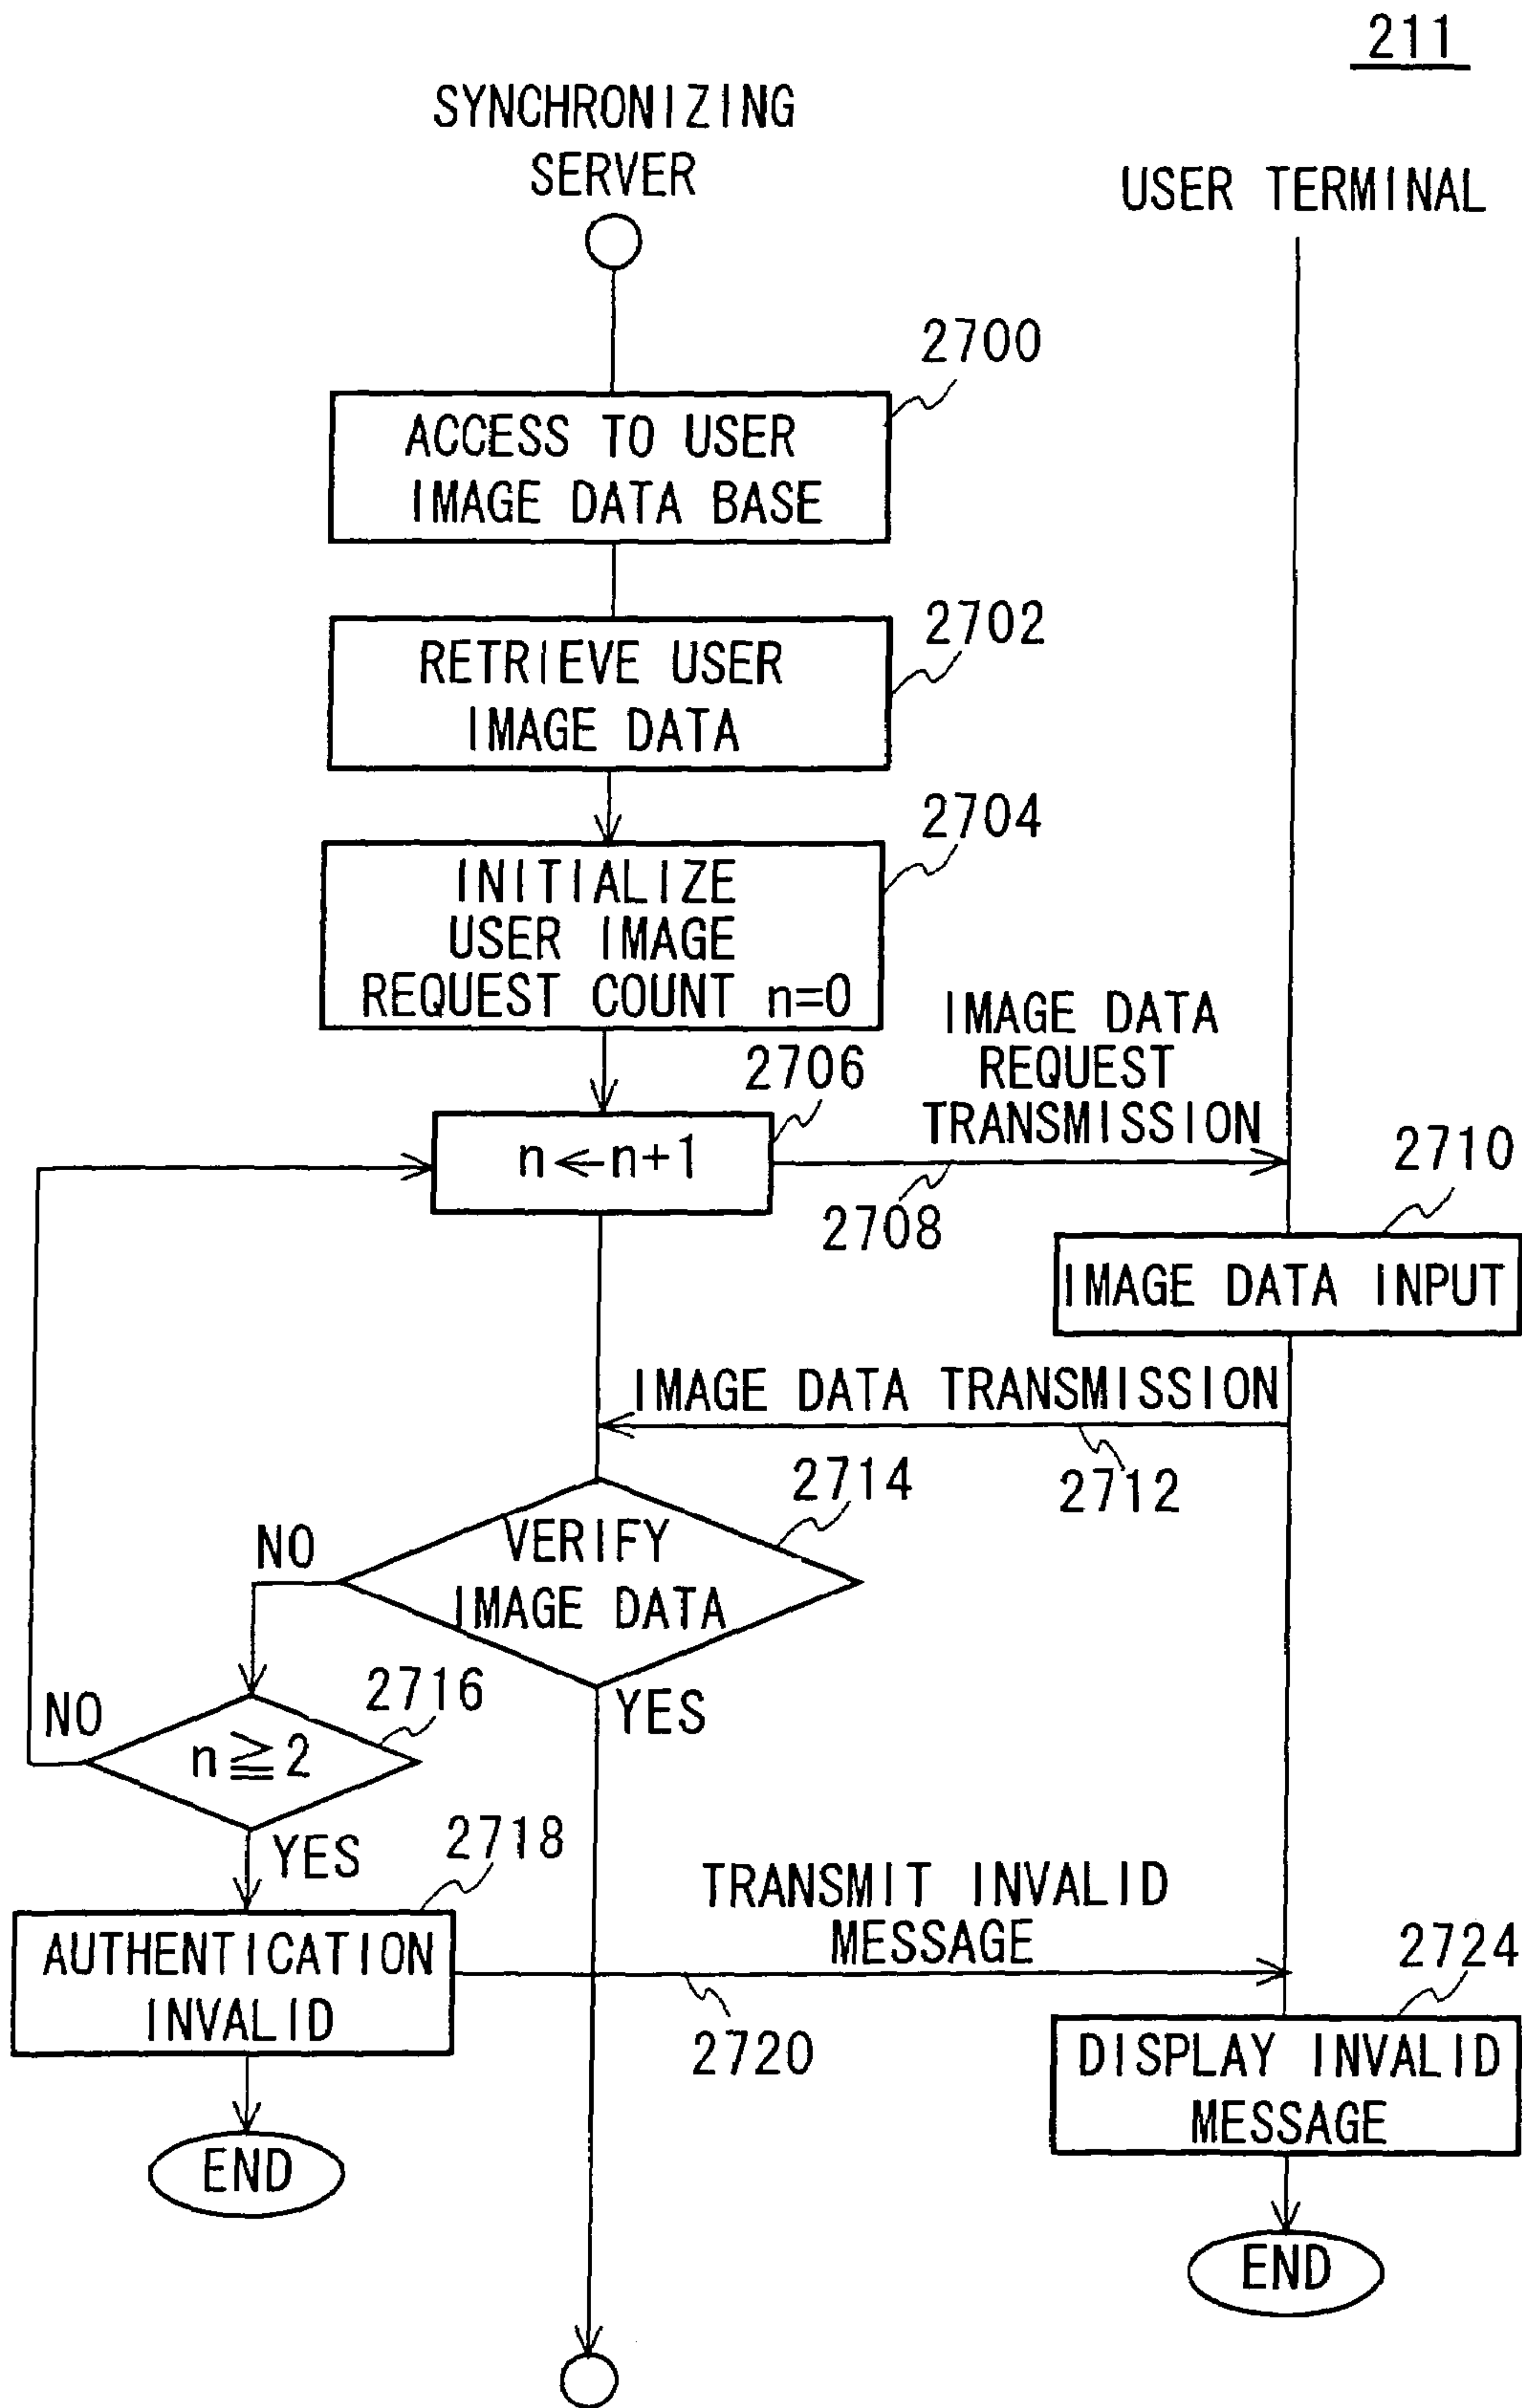 211
SYNCHRONIZING
SERVER
USER TERMINAL
2700
ACCESS TO USER
IMAGE DATA BASE
2702
RETRIEVE USER
IMAGE DATA
2704
INITIALIZE
USER IMAGE
REQUEST COUNT n=0
IMAGE DATA
REQUEST
TRANSMISSION
2706
n←n+1
2708
2710
IMAGE DATA INPUT
IMAGE DATA TRANSMISSION
2712
2714
VERIFY
IMAGE DATA
NO
YES
2716
NO
n≧2
YES
2718
AUTHENTICATION
INVALID
TRANSMIT INVALID
MESSAGE
2720
2724
DISPLAY INVALID
MESSAGE
END
END